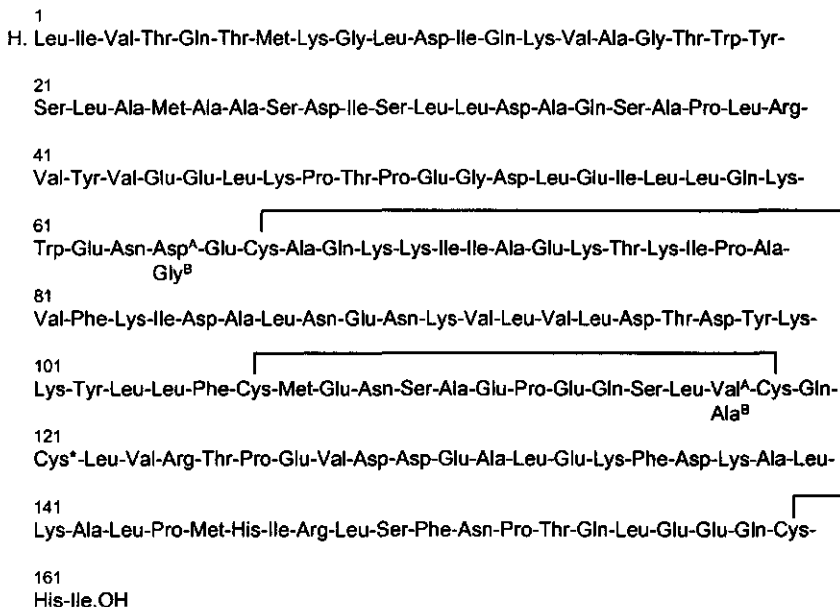 1
H. Leu-Ile-Val-Thr-Gln-Thr-Met-Lys-Gly-Leu-Asp-Ile-Gln-Lys-Val-Ala-Gly-Thr-Trp-Tyr-
21
Ser-Leu-Ala-Met-Ala-Ala-Ser-Asp-Ile-Ser-Leu-Leu-Asp-Ala-Gln-Ser-Ala-Pro-Leu-Arg-
41
Val-Tyr-Val-Glu-Glu-Leu-Lys-Pro-Thr-Pro-Glu-Gly-Asp-Leu-Glu-Ile-Leu-Leu-Gln-Lys-
61
Trp-Glu-Asn-Asp^A-Glu-Cys-Ala-Gln-Lys-Lys-Ile-Ile-Ala-Glu-Lys-Thr-Lys-Ile-Pro-Ala-
Gly^B
81
Val-Phe-Lys-Ile-Asp-Ala-Leu-Asn-Glu-Asn-Lys-Val-Leu-Val-Leu-Asp-Thr-Asp-Tyr-Lys-
101
Lys-Tyr-Leu-Leu-Phe-Cys-Met-Glu-Asn-Ser-Ala-Glu-Pro-Glu-Gln-Ser-Leu-Val^A-Cys-Gln-
Ala^B
121
Cys*-Leu-Val-Arg-Thr-Pro-Glu-Val-Asp-Asp-Glu-Ala-Leu-Glu-Lys-Phe-Asp-Lys-Ala-Leu-
141
Lys-Ala-Leu-Pro-Met-His-Ile-Arg-Leu-Ser-Phe-Asn-Pro-Thr-Gln-Leu-Glu-Glu-Gln-Cys-
161
His-Ile.OH